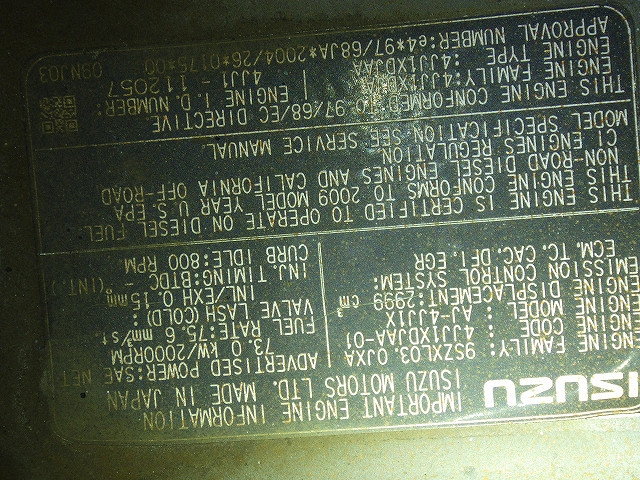 ISUZU
IMPORTANT ENGINE INFORMATION.
ISUZU MOTORS LTD. MADE IN JAPAN
ENGINE FAMILY: 9SZXL03.0JXA
ENGINE CODE: 4JJ1XDJAA-01
ENGINE MODEL: AJ-4JJ1X
ENGINE DISPLACEMENT: 2999 cm³
EMISSION CONTROL SYSTEM:
ECM, TC, CAC, DFI, EGR
ADVERTISED POWER: SAE NET
73.0 kW/2000RPM
FUEL RATE: 75.6 mm³/st.
VALVE LASH (COLD):
INL/EXH 0.15 mm
INJ. TIMING: BTDC - (INT.)
CURB IDLE: 800 RPM.
THIS ENGINE IS CERTIFIED TO OPERATE ON DIESEL FUEL.
THIS ENGINE CONFORMS TO 2009 MODEL YEAR U.S EPA
NON-ROAD DIESEL ENGINES AND CALIFORNIA OFF-ROAD
CI ENGINES REGULATION
MODEL SPECIFICATION SEE SERVICE MANUAL.
THIS ENGINE CONFORMED TO 97/68/EC DIRECTIVE.
ENGINE FAMILY: 4JJ1XDJAA
ENGINE TYPE: 4JJ1XDJAA
APPROVAL NUMBER: e4*97/68JA*2004/26*0175*00
ENGINE I.D. NUMBER:
4JJ1 - 112057
09NJ03